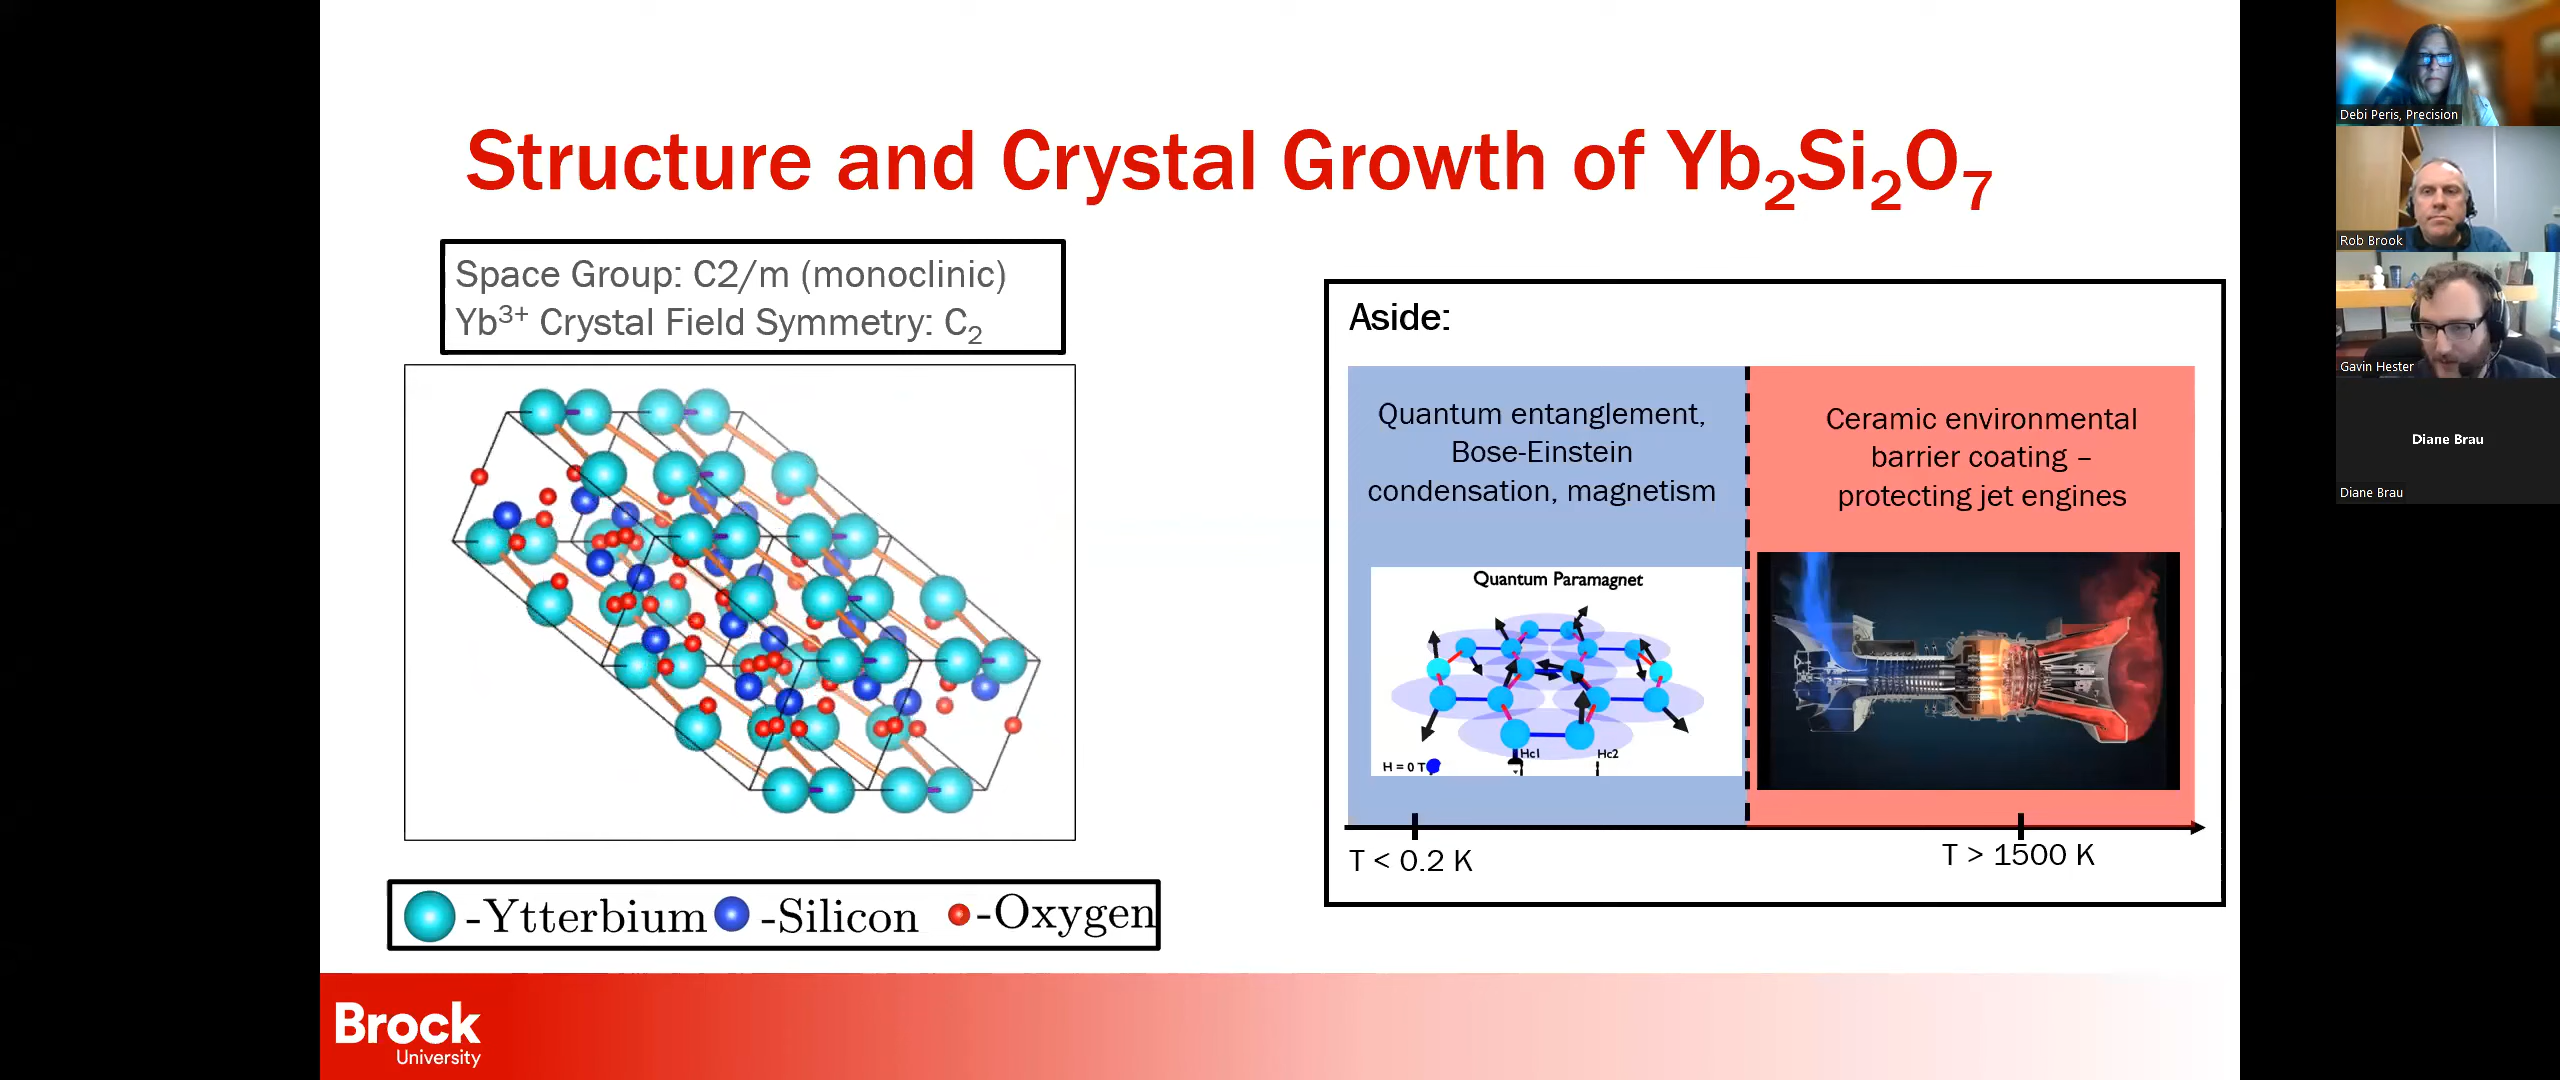 Structure and Crystal Growth of Yb₂Si₂O₇
Space Group: C2/m (monoclinic)
Yb³⁺ Crystal Field Symmetry: C₂
-Ytterbium -Silicon -Oxygen
Aside:
Quantum entanglement,
Bose-Einstein
condensation, magnetism
Quantum Paramagnet
H = 0 T
Hc1
Hc2
Ceramic environmental
barrier coating –
protecting jet engines
T < 0.2 K
T > 1500 K
Brock
University
Debi Peris, Precision
Rob Brook
Gavin Hester
Diane Brau
Diane Brau